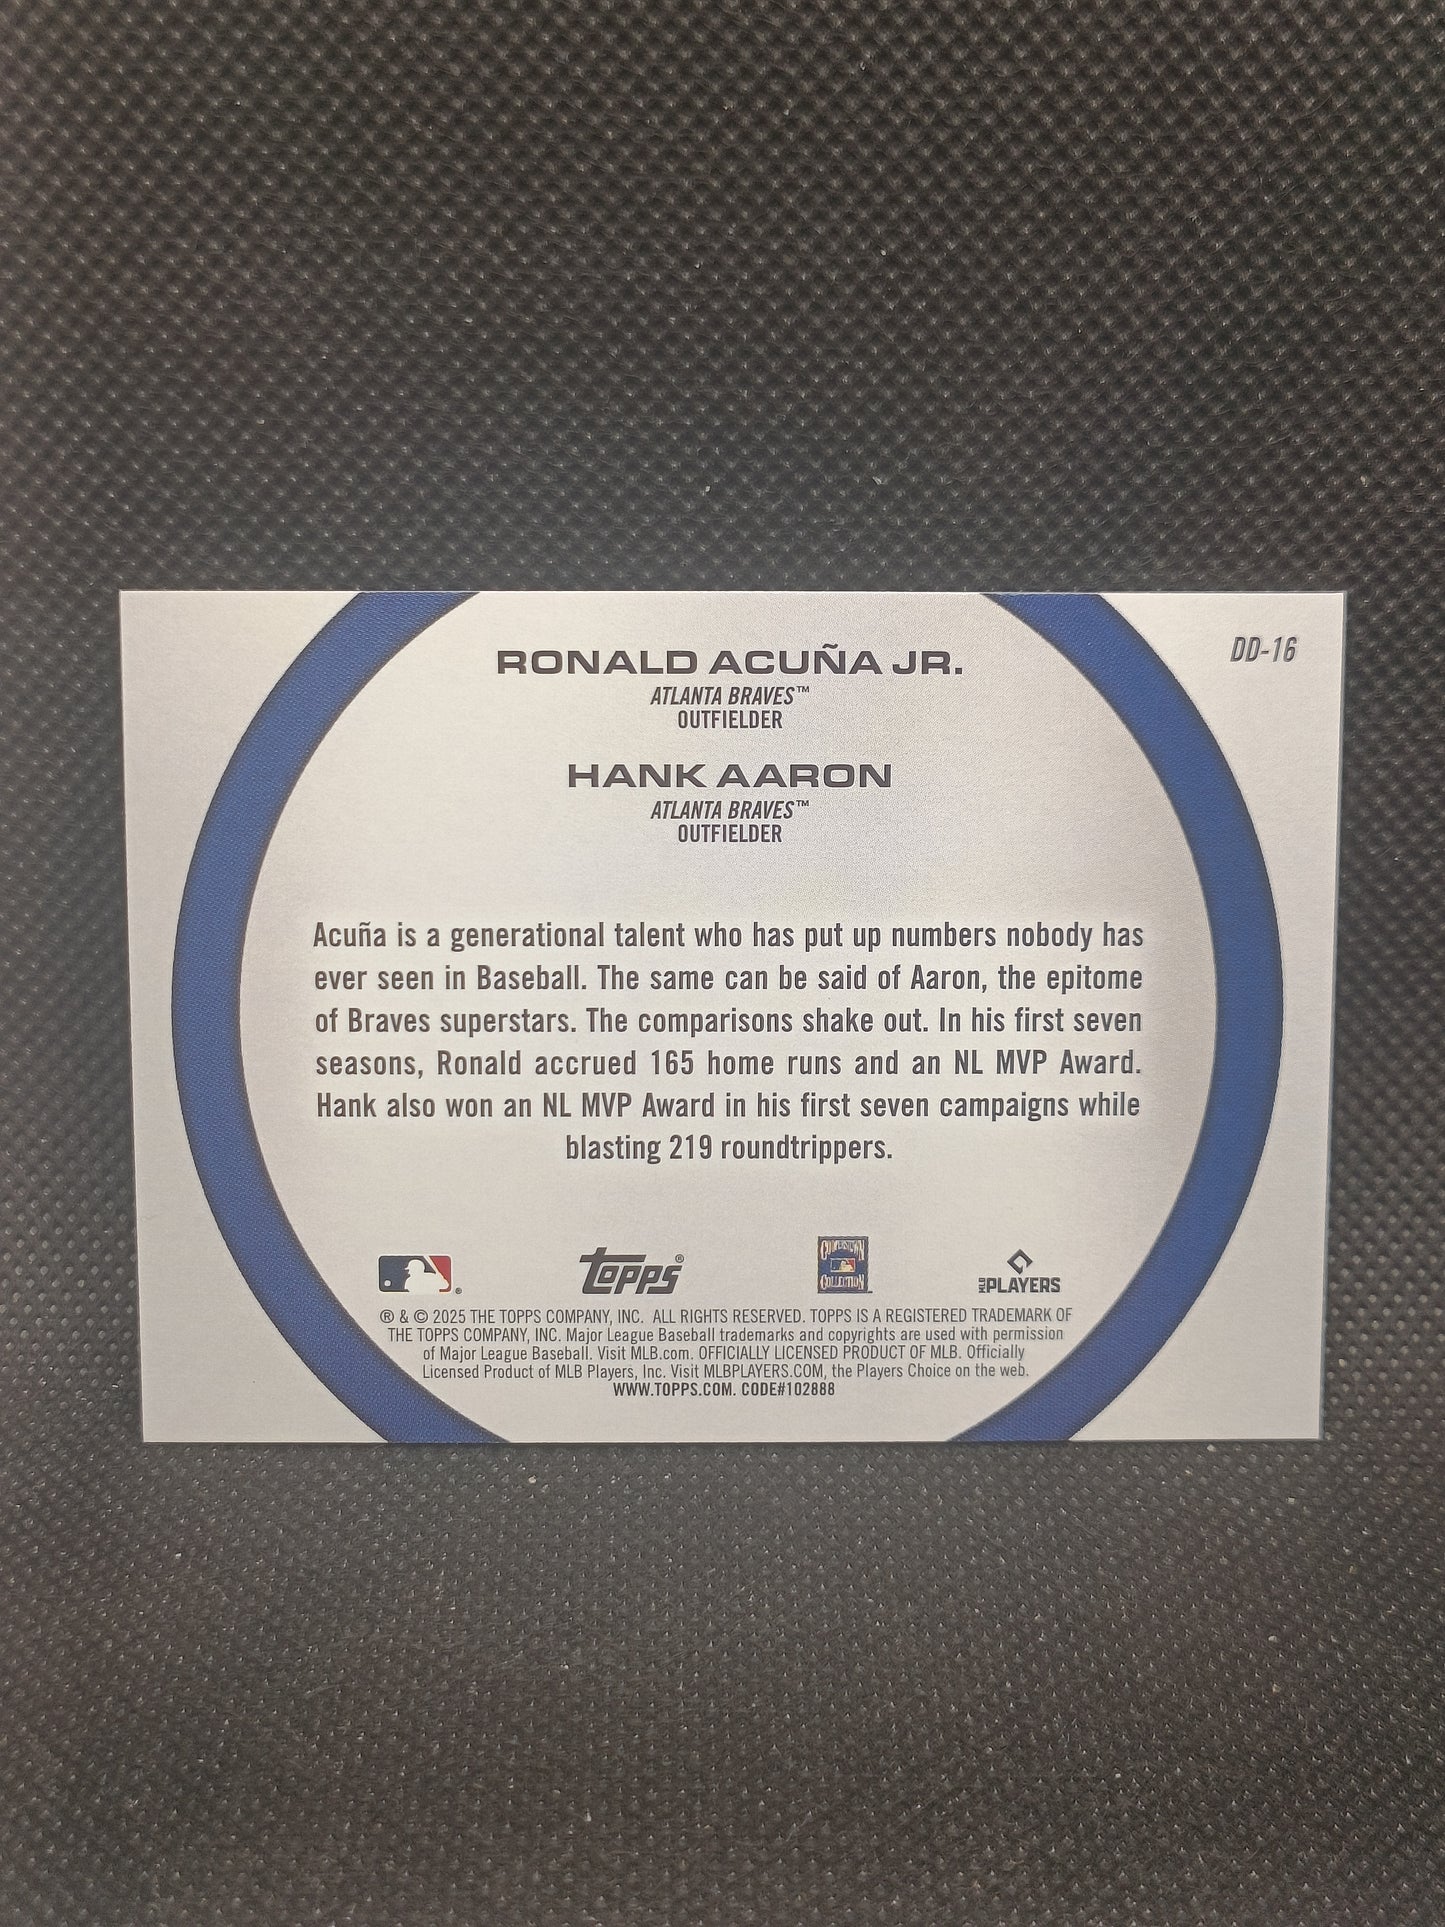 DD-16
RONALD ACUÑA JR.
ATLANTA BRAVES™
OUTFIELDER
HANK AARON
ATLANTA BRAVES™
OUTFIELDER
Acuña is a generational talent who has put up numbers nobody has
ever seen in Baseball. The same can be said of Aaron, the epitome
of Braves superstars. The comparisons shake out. In his first seven
seasons, Ronald accrued 165 home runs and an NL MVP Award.
Hank also won an NL MVP Award in his first seven campaigns while
blasting 219 roundtrippers.
Topps®
COOPERSTOWN
COLLECTION
MLB PLAYERS
® & © 2025 THE TOPPS COMPANY, INC. ALL RIGHTS RESERVED. TOPPS IS A REGISTERED TRADEMARK OF
THE TOPPS COMPANY, INC. Major League Baseball trademarks and copyrights are used with permission
of Major League Baseball. Visit MLB.com. OFFICIALLY LICENSED PRODUCT OF MLB. Officially
Licensed Product of MLB Players, Inc. Visit MLBPLAYERS.COM, the Players Choice on the web.
WWW.TOPPS.COM. CODE#102888